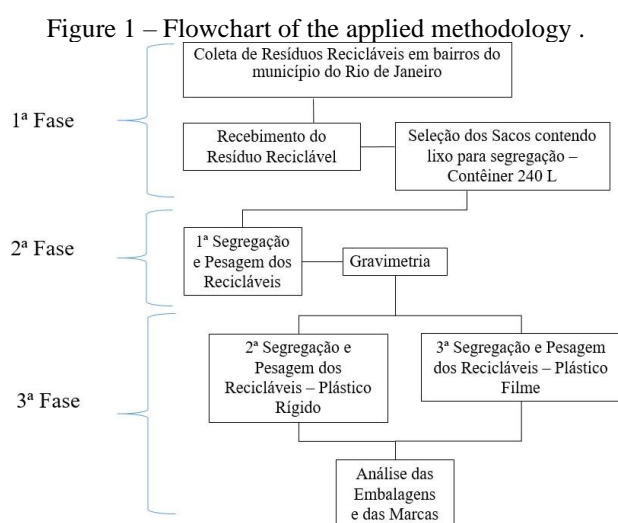 Figure 1 – Flowchart of the applied methodology .
Coleta de Resíduos Recicláveis em bairros do
município do Rio de Janeiro
1ª Fase
Recebimento do
Resíduo Reciclável
Seleção dos Sacos contendo
lixo para segregação –
Contêiner 240 L
2ª Fase
1ª Segregação
e Pesagem dos
Recicláveis
Gravimetria
3ª Fase
2ª Segregação e
Pesagem dos
Recicláveis – Plástico
Rígido
3ª Segregação e Pesagem
dos Recicláveis – Plástico
Filme
Análise das
Embalagens
e das Marcas